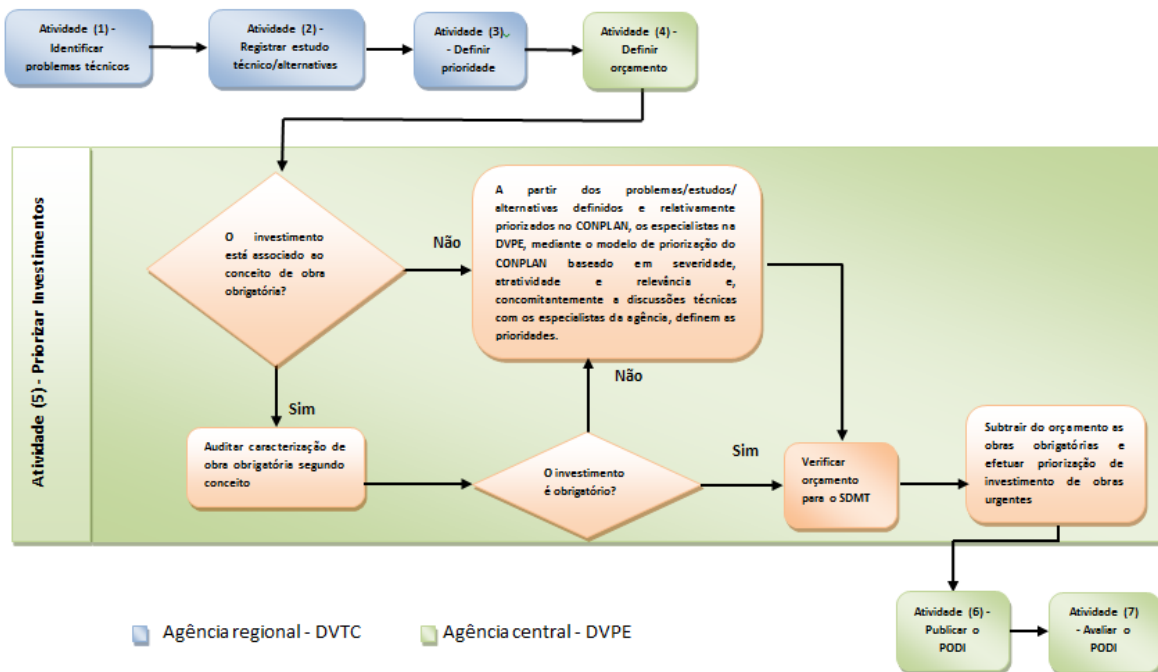 Atividade (1) -
Identificar
problemas técnicos
Atividade (2) -
Registrar estudo
técnico/alternativas
Atividade (3)
- Definir
prioridade
Atividade (4) -
Definir
orçamento
Atividade (5) - Priorizar Investimentos
O investimento
está associado ao
conceito de obra
obrigatória?
Não
A partir dos problemas/estudos/
alternativas definidos e relativamente
priorizados no CONPLAN, os especialistas na
DVPE, mediante o modelo de priorização do
CONPLAN baseado em severidade,
atratividade e relevância e,
concomitantemente a discussões técnicas
com os especialistas da agência, definem as
prioridades.
Não
Sim
Auditar caracterização de
obra obrigatória segundo
conceito
O investimento
é obrigatório?
Sim
Verificar
orçamento
para o SDMT
Subtrair do orçamento as
obras obrigatórias e
efetuar priorização de
investimento de obras
urgentes
Atividade (6) -
Publicar o
PODI
Atividade (7)
- Avaliar o
PODI
Agência regional - DVTC
Agência central - DVPE